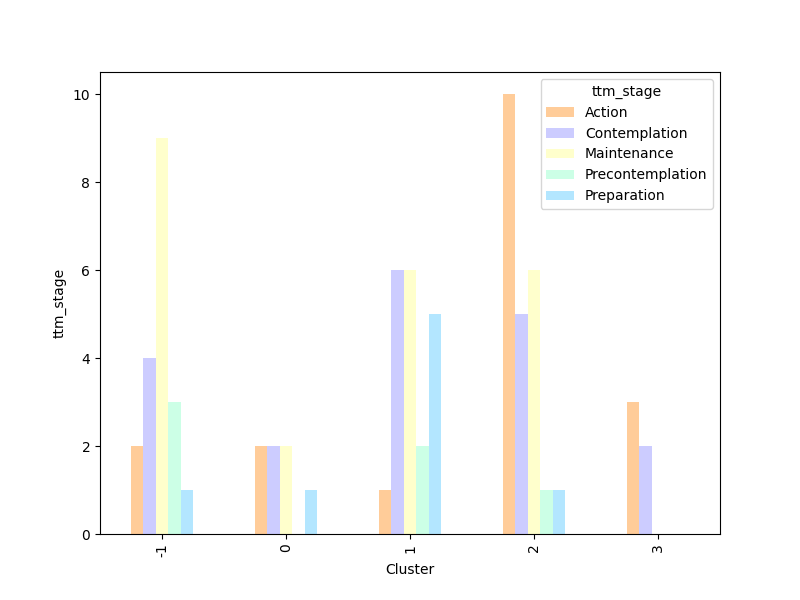 ttm_stage
Action
Contemplation
Maintenance
Precontemplation
Preparation
10
8
6
4
2
0
ttm_stage
-1
0
1
2
3
Cluster